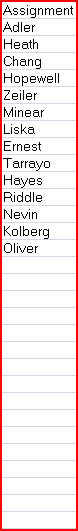 Assignment
Adler
Heath
Chang
Hopewell
Zeiler
Minear
Liska
Ernest
Tarrayo
Hayes
Riddle
Nevin
Kolberg
Oliver